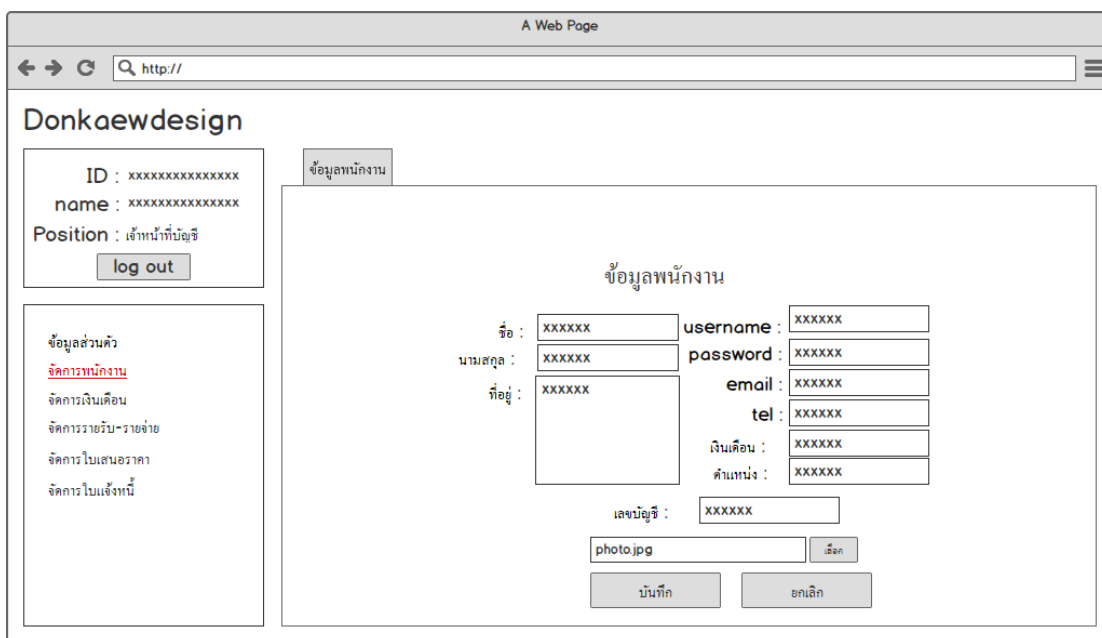 A Web Page
http://
Donkaewdesign
ID : xxxxxxxxxxxxxxx
name : xxxxxxxxxxxxxxx
Position : เจ้าหน้าที่บัญชี
log out
ข้อมูลส่วนตัว
จัดการพนักงาน
จัดการเงินเดือน
จัดการรายรับ-รายจ่าย
จัดการใบเสนอราคา
จัดการใบแจ้งหนี้
ข้อมูลพนักงาน
ข้อมูลพนักงาน
ชื่อ : xxxxxx
นามสกุล : xxxxxx
ที่อยู่ : xxxxxx
username : xxxxxx
password : xxxxxx
email : xxxxxx
tel : xxxxxx
เงินเดือน : xxxxxx
ตำแหน่ง : xxxxxx
เลขบัญชี : xxxxxx
photo.jpg เลือก
บันทึก ยกเลิก